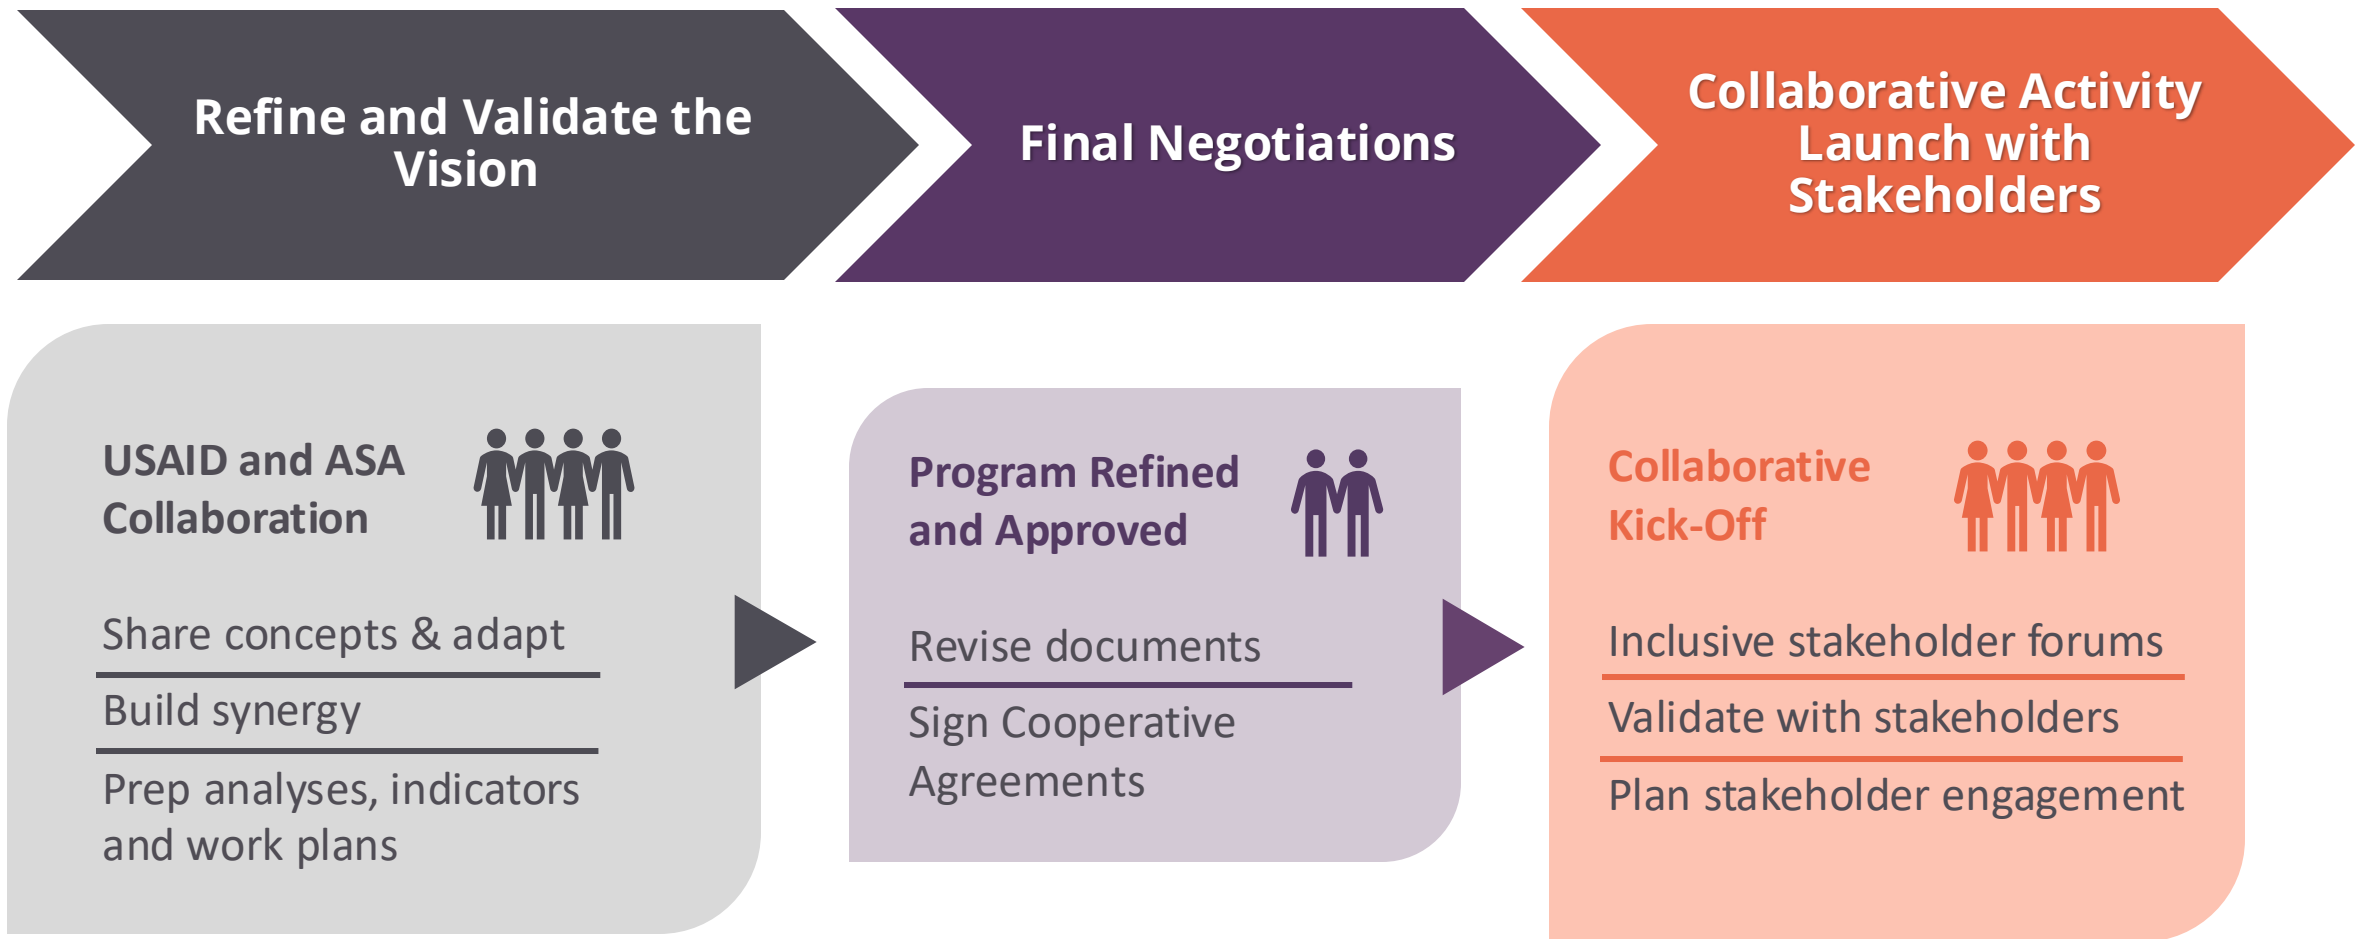 Refine and Validate the
Vision
Final Negotiations
Collaborative Activity
Launch with
Stakeholders
USAID and ASA
Collaboration
Share concepts & adapt
Build synergy
Prep analyses, indicators
and work plans
Program Refined
and Approved
Revise documents
Sign Cooperative
Agreements
Collaborative
Kick-Off
Inclusive stakeholder forums
Validate with stakeholders
Plan stakeholder engagement